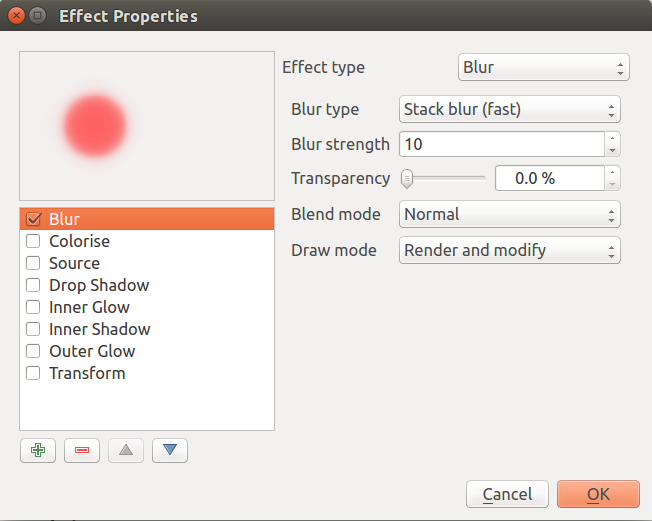 Effect Properties
Effect type
Blur
Blur type
Stack blur (fast)
Blur strength
10
Transparency
0.0 %
Blend mode
Normal
Draw mode
Render and modify
Blur
Colorise
Source
Drop Shadow
Inner Glow
Inner Shadow
Outer Glow
Transform
Cancel
OK